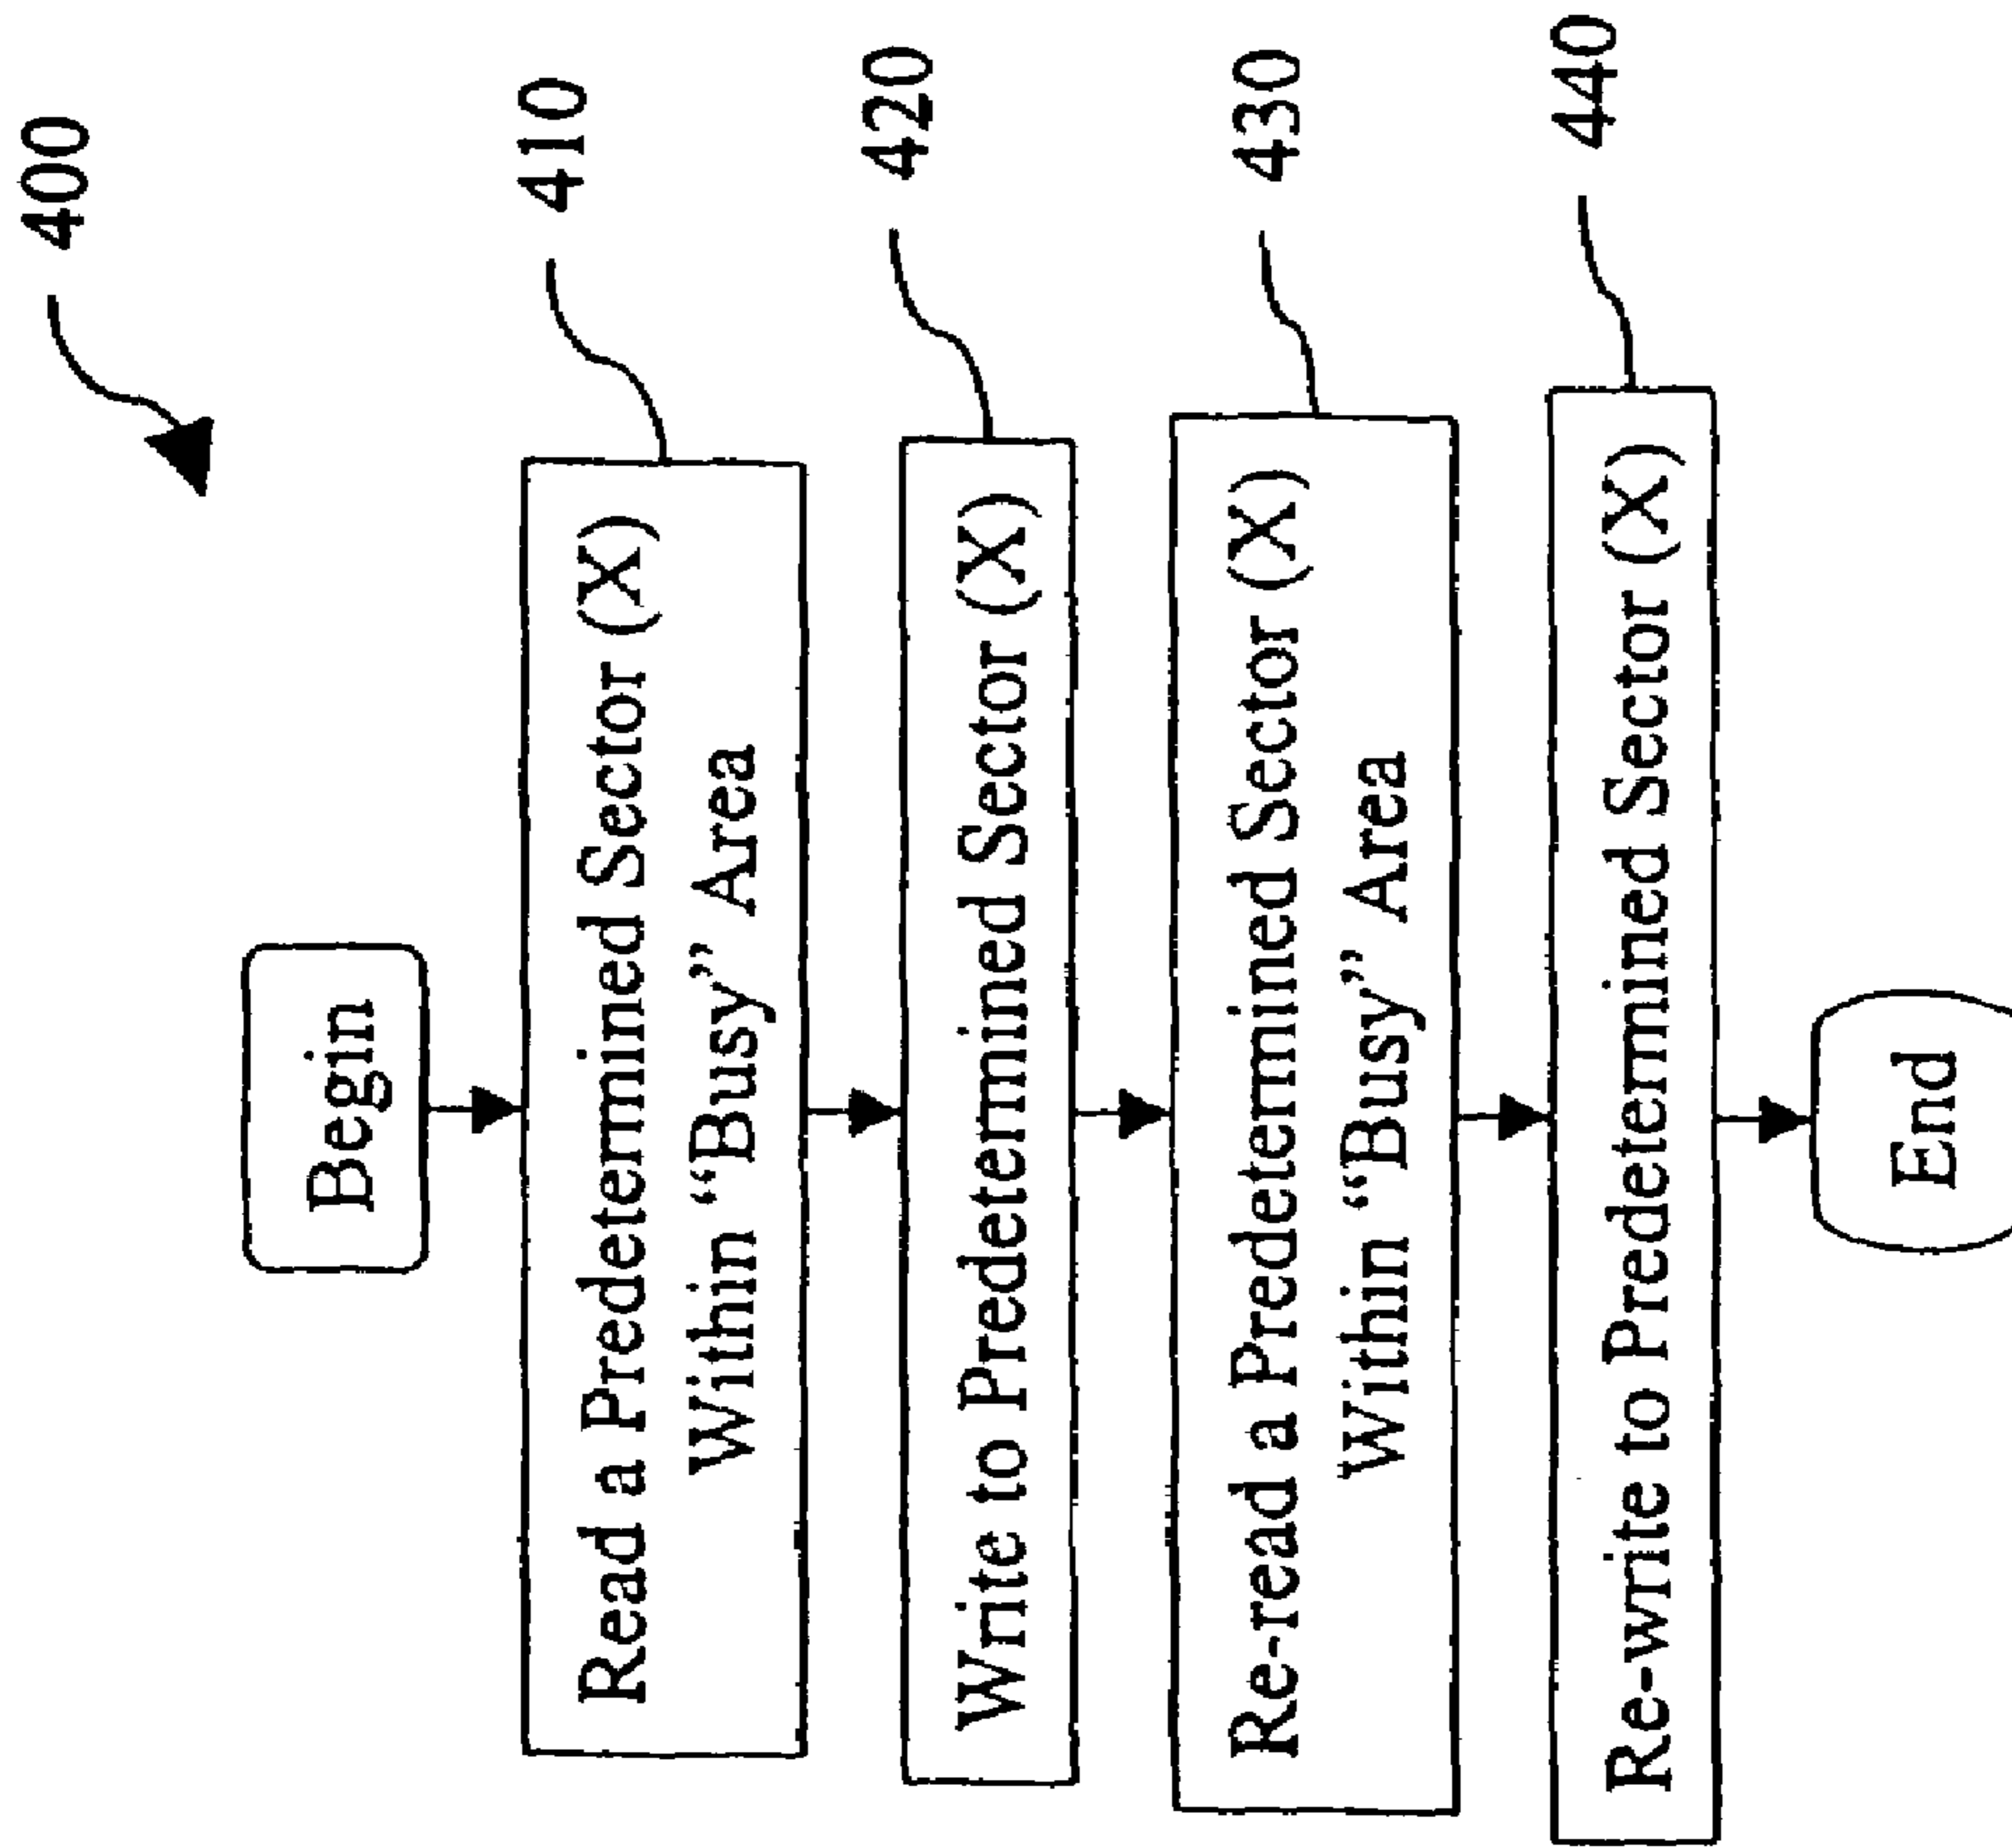 400
Begin
Read a Predetermined Sector (X)
Within “Busy” Area
410
Write to Predetermined Sector (X)
420
Re-read a Predetermined Sector (X)
Within “Busy” Area
430
Re-write to Predetermined Sector (X)
440
End